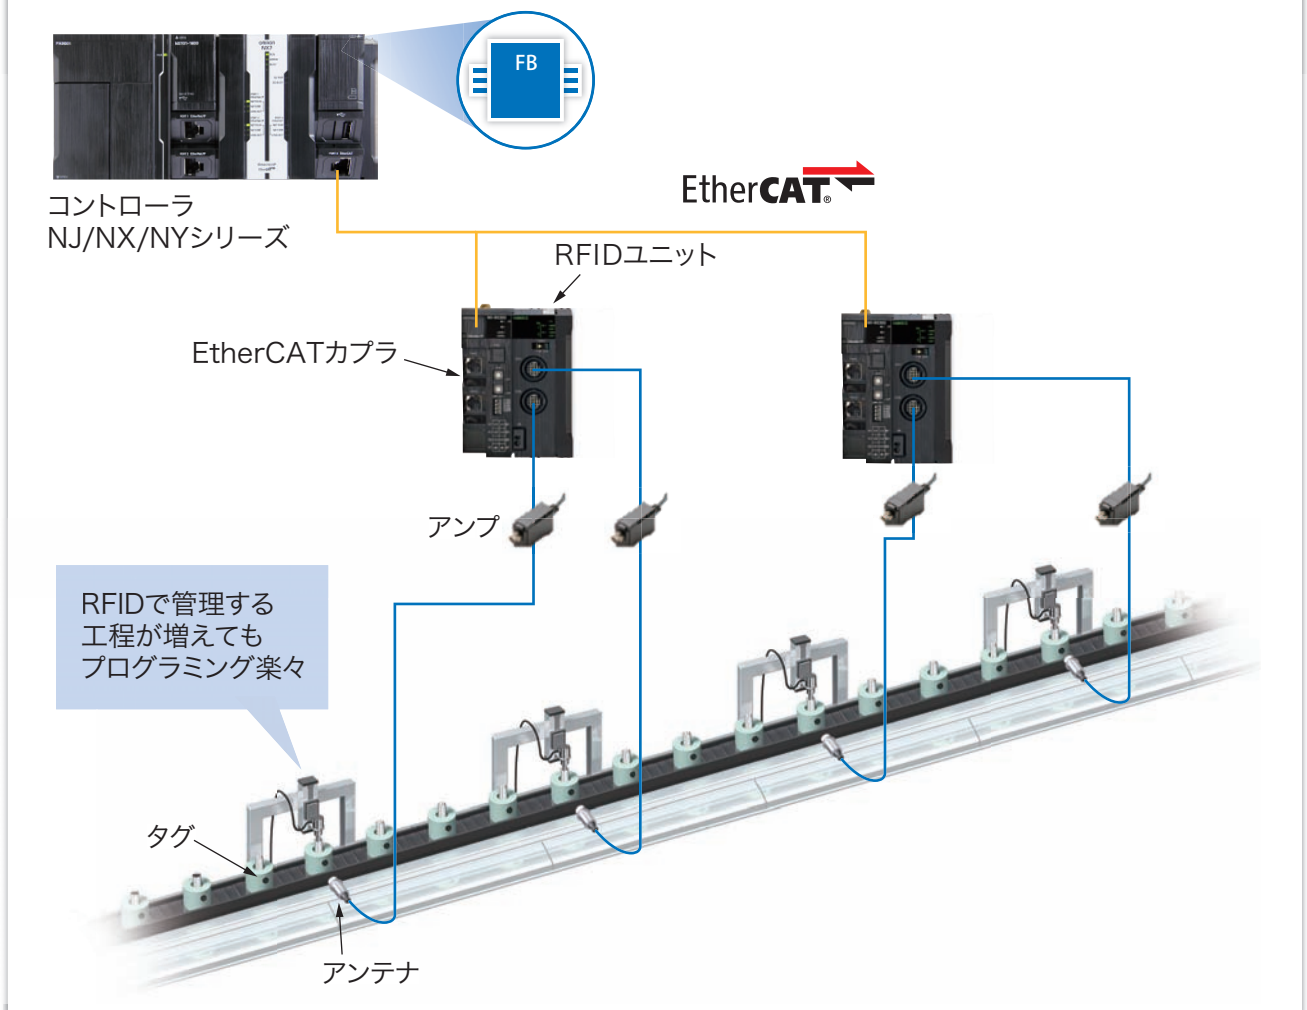 FB
コントローラ
NJ/NX/NYシリーズ
EtherCAT®
RFIDユニット
EtherCATカプラ
アンプ
RFIDで管理する
工程が増えても
プログラミング楽々
タグ
アンテナ